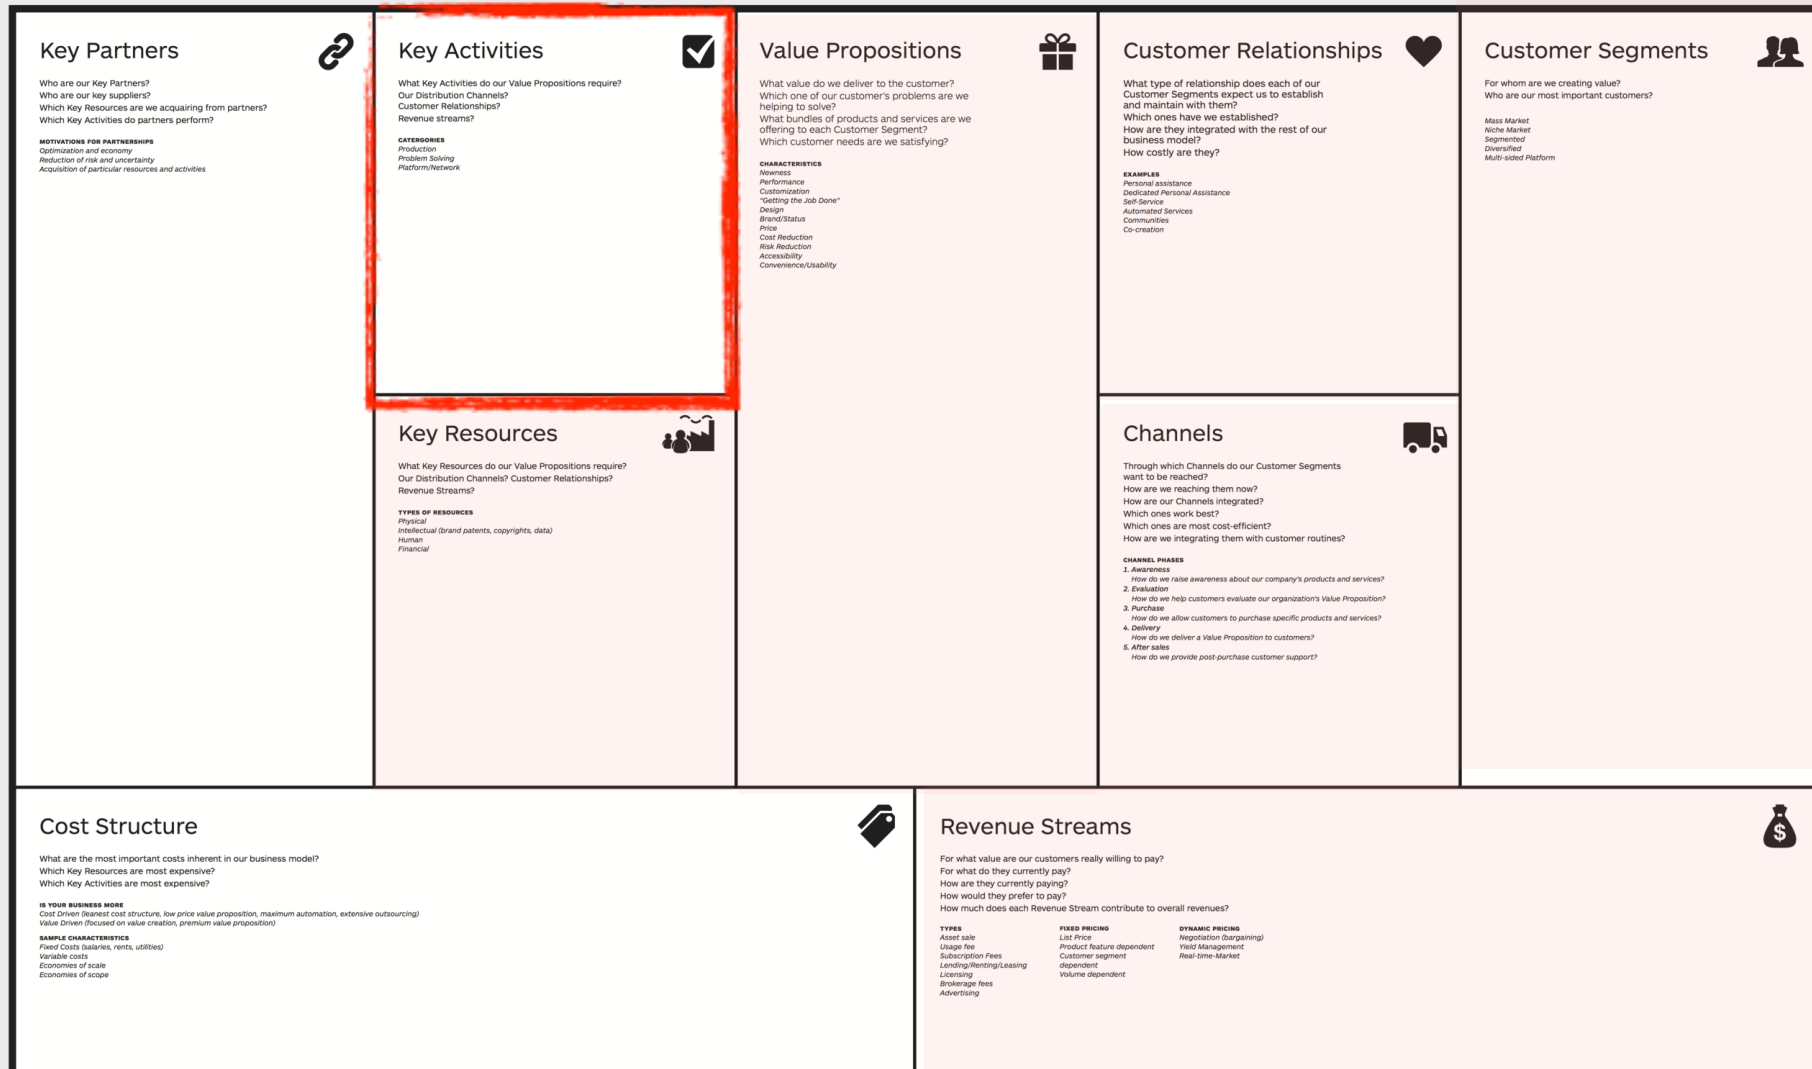 Key Partners
Who are our Key Partners?
Who are our key suppliers?
Which Key Resources are we acquairing from partners?
Which Key Activities do partners perform?
MOTIVATIONS FOR PARTNERSHIPS
Optimization and economy
Reduction of risk and uncertainty
Acquisition of particular resources and activities
Key Activities
What Key Activities do our Value Propositions require?
Our Distribution Channels?
Customer Relationships?
Revenue streams?
CATERGORIES
Production
Problem Solving
Platform/Network
Key Resources
What Key Resources do our Value Propositions require?
Our Distribution Channels? Customer Relationships?
Revenue Streams?
TYPES OF RESOURCES
Physical
Intellectual (brand patents, copyrights, data)
Human
Financial
Value Propositions
What value do we deliver to the customer?
Which one of our customer's problems are we
helping to solve?
What bundles of products and services are we
offering to each Customer Segment?
Which customer needs are we satisfying?
CHARACTERISTICS
Newness
Performance
Customization
"Getting the Job Done"
Design
Brand/Status
Price
Cost Reduction
Risk Reduction
Accessibility
Convenience/Usability
Customer Relationships
What type of relationship does each of our
Customer Segments expect us to establish
and maintain with them?
Which ones have we established?
How are they integrated with the rest of our
business model?
How costly are they?
EXAMPLES
Personal assistance
Dedicated Personal Assistance
Self-Service
Automated Services
Communities
Co-creation
Channels
Through which Channels do our Customer Segments
want to be reached?
How are we reaching them now?
How are our Channels integrated?
Which ones work best?
Which ones are most cost-efficient?
How are we integrating them with customer routines?
CHANNEL PHASES
1. Awareness
How do we raise awareness about our company's products and services?
2. Evaluation
How do we help customers evaluate our organization's Value Proposition?
3. Purchase
How do we allow customers to purchase specific products and services?
4. Delivery
How do we deliver a Value Proposition to customers?
5. After sales
How do we provide post-purchase customer support?
Customer Segments
For whom are we creating value?
Who are our most important customers?
Mass Market
Niche Market
Segmented
Diversified
Multi-sided Platform
Cost Structure
What are the most important costs inherent in our business model?
Which Key Resources are most expensive?
Which Key Activities are most expensive?
IS YOUR BUSINESS MORE
Cost Driven (leanest cost structure, low price value proposition, maximum automation, extensive outsourcing)
Value Driven (focused on value creation, premium value proposition)
SAMPLE CHARACTERISTICS
Fixed Costs (salaries, rents, utilities)
Variable costs
Economies of scale
Economies of scope
Revenue Streams
For what value are our customers really willing to pay?
For what do they currently pay?
How are they currently paying?
How would they prefer to pay?
How much does each Revenue Stream contribute to overall revenues?
TYPES
Asset sale
Usage fee
Subscription Fees
Lending/Renting/Leasing
Licensing
Brokerage fees
Advertising
FIXED PRICING
List Price
Product feature dependent
Customer segment
dependent
Volume dependent
DYNAMIC PRICING
Negotiation (bargaining)
Yield Management
Real-time-Market
$